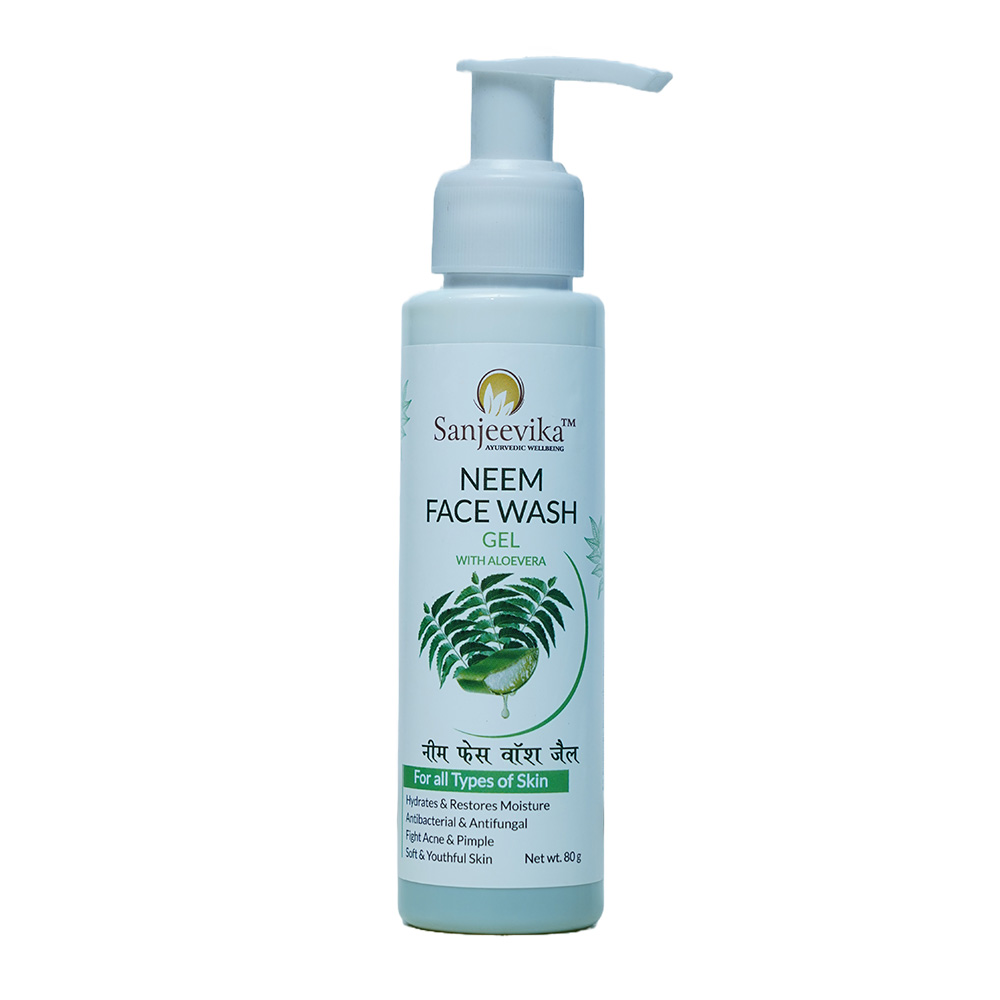 Sanjeevika™
AYURVEDIC WELLBEING
NEEM
FACE WASH
GEL
WITH ALOEVERA
नीम फेस वॉश जैल
For all Types of Skin
Hydrates & Restores Moisture
Antibacterial & Antifungal
Fight Acne & Pimple
Soft & Youthful Skin Net wt. 80 g